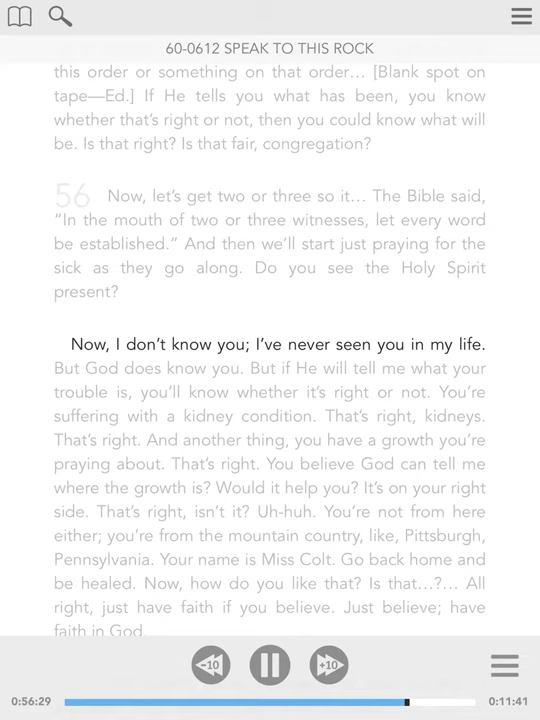 60-0612 SPEAK TO THIS ROCK
this order or something on that order… [Blank spot on
tape—Ed.] If He tells you what has been, you know
whether that’s right or not, then you could know what will
be. Is that right? Is that fair, congregation?
56 Now, let’s get two or three so it… The Bible said,
“In the mouth of two or three witnesses, let every word
be established.” And then we’ll start just praying for the
sick as they go along. Do you see the Holy Spirit
present?
Now, I don’t know you; I’ve never seen you in my life.
But God does know you. But if He will tell me what your
trouble is, you’ll know whether it’s right or not. You’re
suffering with a kidney condition. That’s right, kidneys.
That’s right. And another thing, you have a growth you’re
praying about. That’s right. You believe God can tell me
where the growth is? Would it help you? It’s on your right
side. That’s right, isn’t it? Uh-huh. You’re not from here
either; you’re from the mountain country, like, Pittsburgh,
Pennsylvania. Your name is Miss Colt. Go back home and
be healed. Now, how do you like that? Is that…?… All
right, just have faith if you believe. Just believe; have
faith in God.
-10 +10
0:56:29 0:11:41